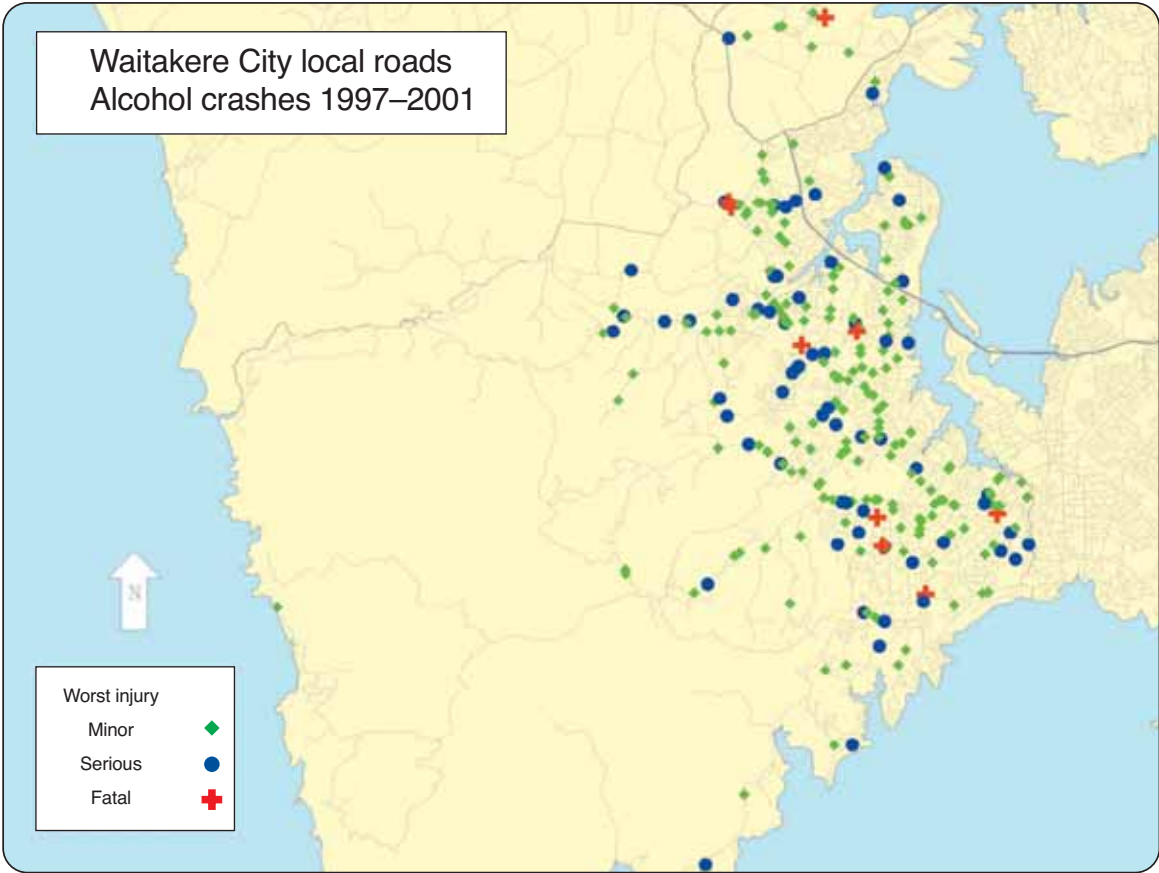 Waitakere City local roads
Alcohol crashes 1997–2001
N
Worst injury
Minor
Serious
Fatal